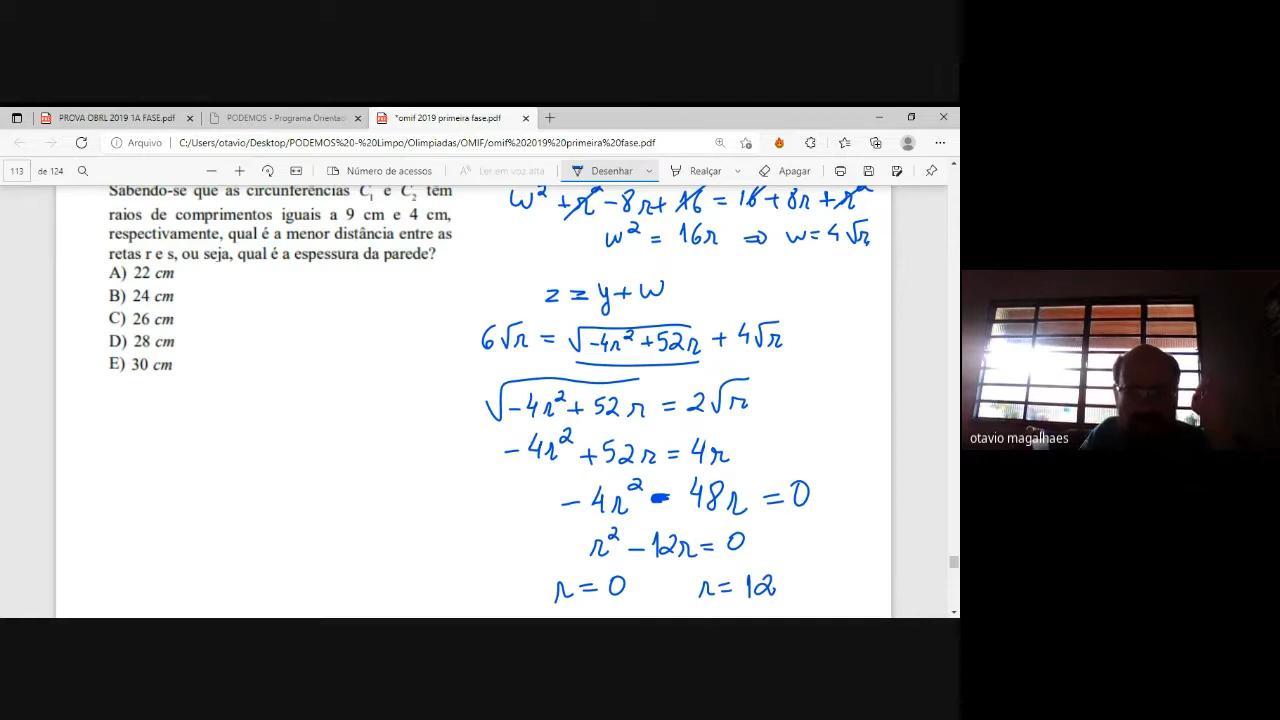 PROVA OBRL 2019 1A FASE.pdf
PODEMOS - Programa Orienta
*omif 2019 primeira fase.pdf
Arquivo
C:/Users/otavio/Desktop/PODEMOS%20-%20Limpo/Olimpiadas/OMIF/omif%202019%20primeira%20fase.pdf
113 de 124
Ler em voz alta
Número de acessos
Desenhar
Realçar
Apagar
Sabendo-se que as circunferências C₁ e C₂ têm
raios de comprimentos iguais a 9 cm e 4 cm,
respectivamente, qual é a menor distância entre as
retas r e s, ou seja, qual é a espessura da parede?
A) 22 cm
B) 24 cm
C) 26 cm
D) 28 cm
E) 30 cm
w² + r² - 8r + 16 = 16 + 8r + r²
w² = 16r ⇒ w = 4√r
z = y + w
6√r = √-4r² + 52r + 4√r
√-4r² + 52r = 2√r
-4r² + 52r = 4r
-4r² - 48r = 0
r² - 12r = 0
r = 0 r = 12
otavio magalhaes